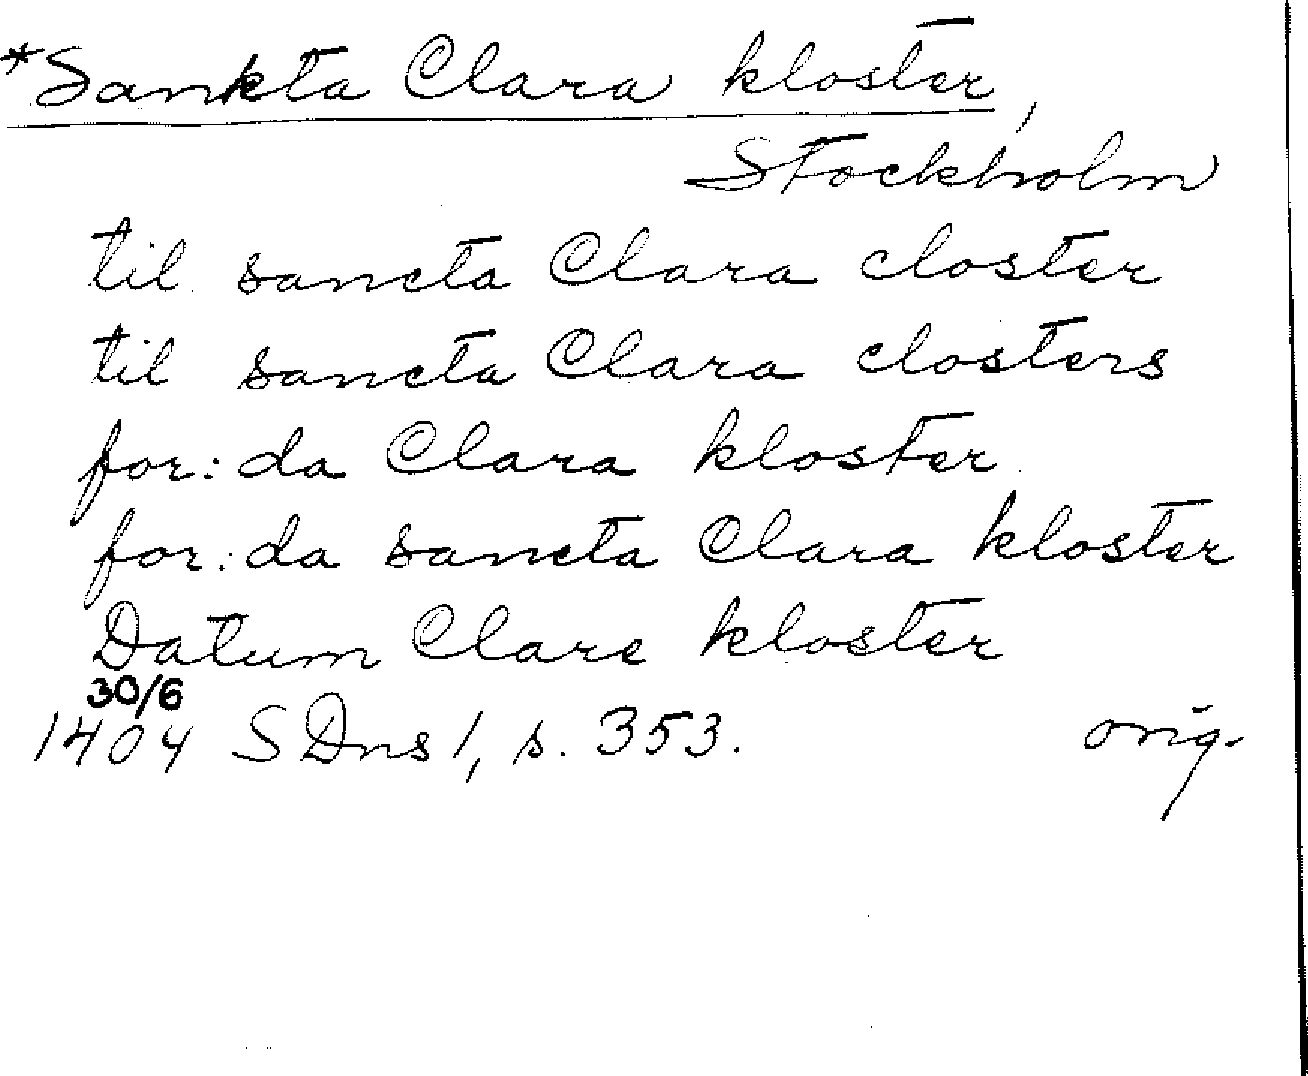 *Sankta Clara kloster,
Stockholm
til sancta Clara closter
til sancta Clara closters
for: da Clara kloster.
for: da sancta Clara kloster
Datum Clare kloster
30/6
1404 SDns 1, s. 353. orig.